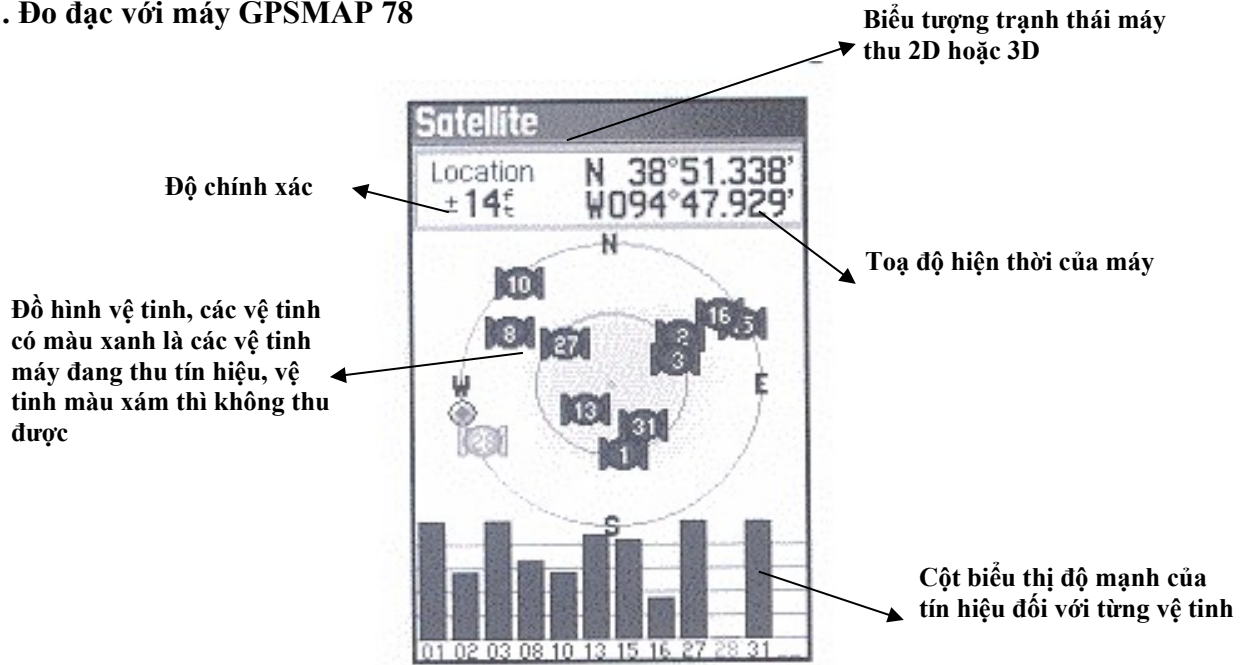 . Đo đạc với máy GPSMAP 78
Biểu tượng trạnh thái máy
thu 2D hoặc 3D
Satellite
Location
N 38°51.338'
± 14ft
W094°47.929'
Độ chính xác
Toạ độ hiện thời của máy
Đồ hình vệ tinh, các vệ tinh
có màu xanh là các vệ tinh
máy đang thu tín hiệu, vệ
tinh màu xám thì không thu
được
N
10
16
8
27
2
3
W
E
13
31
28
1
S
Cột biểu thị độ mạnh của
tín hiệu đối với từng vệ tinh
01 02 03 08 10 13 15 16 27 28 31